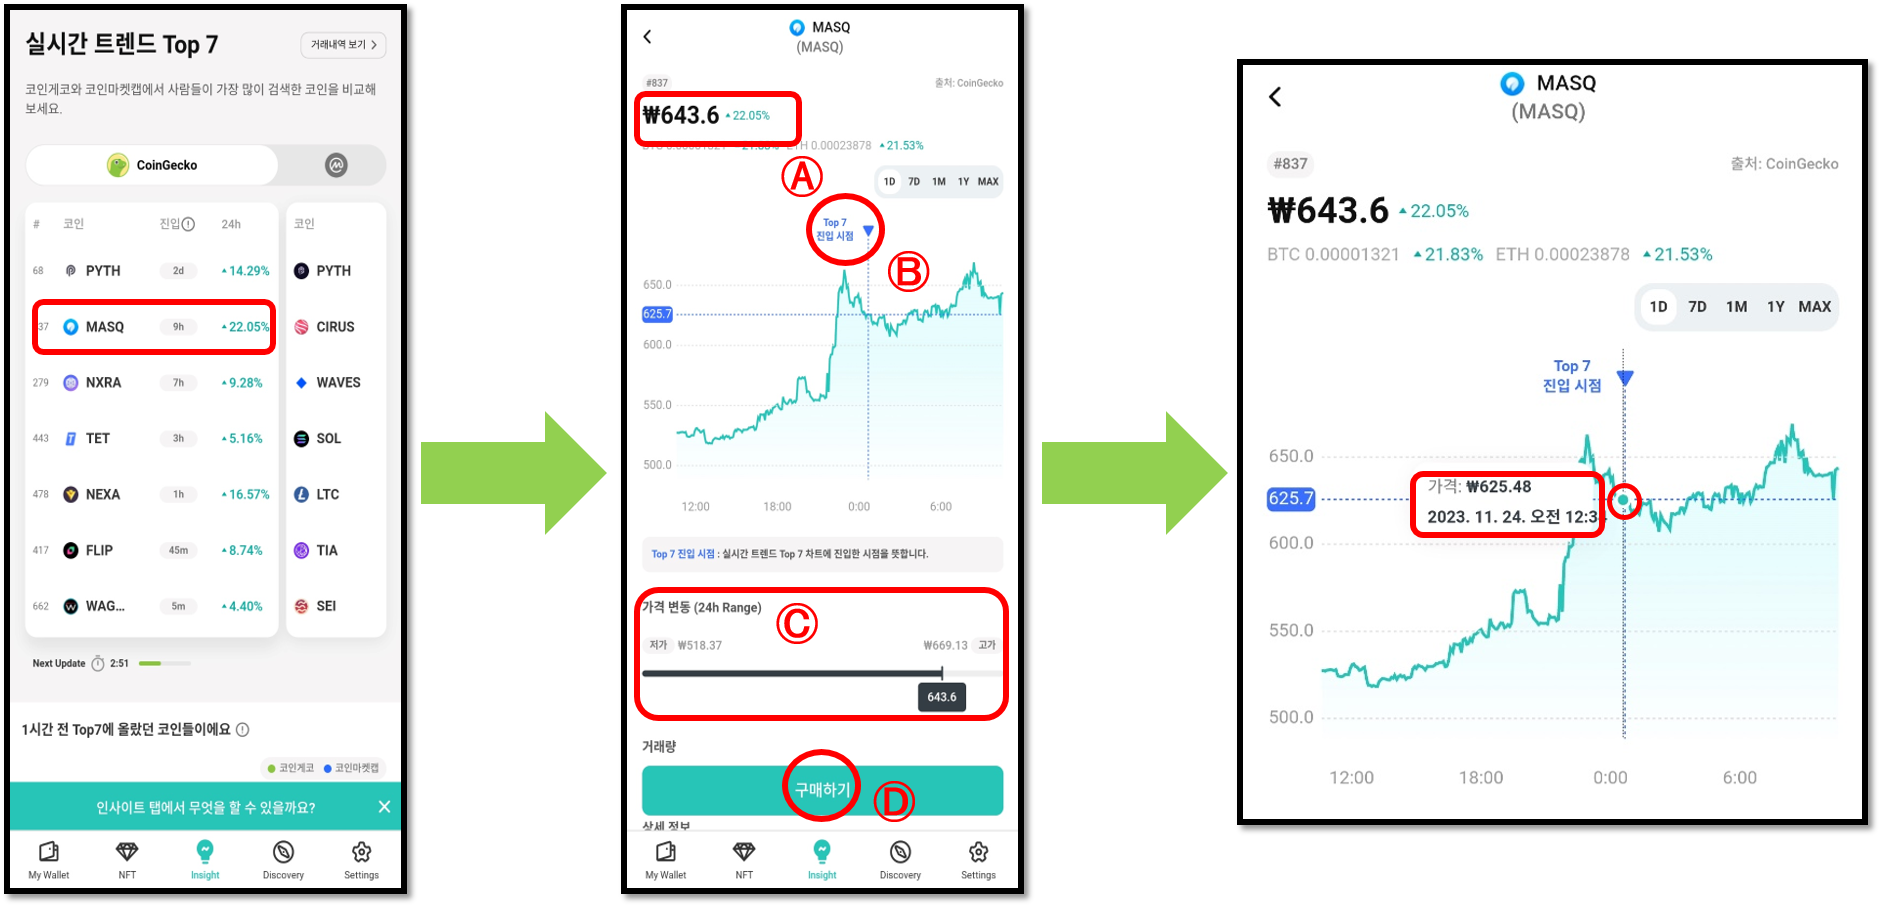 실시간 트렌드 Top 7
거래내역 보기 >
코인게코와 코인마켓캡에서 사람들이 가장 많이 검색한 코인을 비교해
보세요.
CoinGecko
# 코인 진입 24h 코인
68 PYTH 2d ▲14.29% PYTH
37 MASQ 9h ▲22.05% CIRUS
279 NXRA 7h ▲9.28% WAVES
443 TET 3h ▲5.16% SOL
478 NEXA 1h ▲16.57% LTC
417 FLIP 45m ▲8.74% TIA
662 WAG... 5m ▲4.40% SEI
Next Update 2:51
1시간 전 Top7에 올랐던 코인들이에요
코인게코 코인마켓캡
인사이트 탭에서 무엇을 할 수 있을까요? ×
My Wallet NFT Insight Discovery Settings
MASQ
(MASQ)
#837 출처: CoinGecko
₩643.6 ▲22.05%
BTC 0.00001321 ▲21.83% ETH 0.00023878 ▲21.53%
Ⓐ
1D 7D 1M 1Y MAX
Top 7
진입 시점
Ⓑ
650.0
625.7
600.0
550.0
500.0
12:00 18:00 0:00 6:00
Top 7 진입 시점 : 실시간 트렌드 Top 7 차트에 진입한 시점을 뜻합니다.
가격 변동 (24h Range)
Ⓒ
저가 ₩518.37 ₩669.13 고가
643.6
거래량
구매하기
Ⓓ
상세 정보
My Wallet NFT Insight Discovery Settings
MASQ
(MASQ)
#837 출처: CoinGecko
₩643.6 ▲22.05%
BTC 0.00001321 ▲21.83% ETH 0.00023878 ▲21.53%
1D 7D 1M 1Y MAX
Top 7
진입 시점
650.0
가격: ₩625.48
625.7
2023. 11. 24. 오전 12:3
600.0
550.0
500.0
12:00 18:00 0:00 6:00